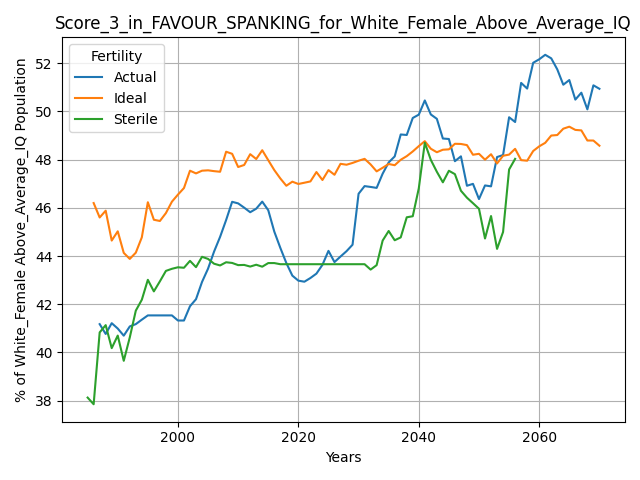 Score_3_in_FAVOUR_SPANKING_for_White_Female_Above_Average_IQ
Fertility
Actual
Ideal
Sterile
% of White_Female Above_Average_IQ Population
52
50
48
46
44
42
40
38
2000
2020
2040
2060
Years